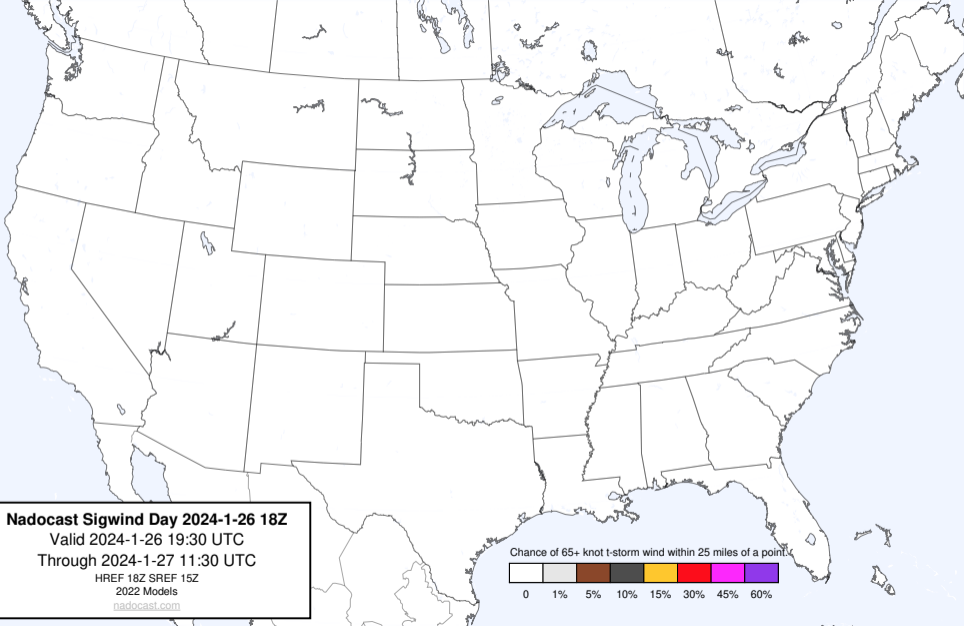 Nadocast Sigwind Day 2024-1-26 18Z
Valid 2024-1-26 19:30 UTC
Through 2024-1-27 11:30 UTC
HREF 18Z SREF 15Z
2022 Models
nadocast.com
Chance of 65+ knot t-storm wind within 25 miles of a point.
0 1% 5% 10% 15% 30% 45% 60%